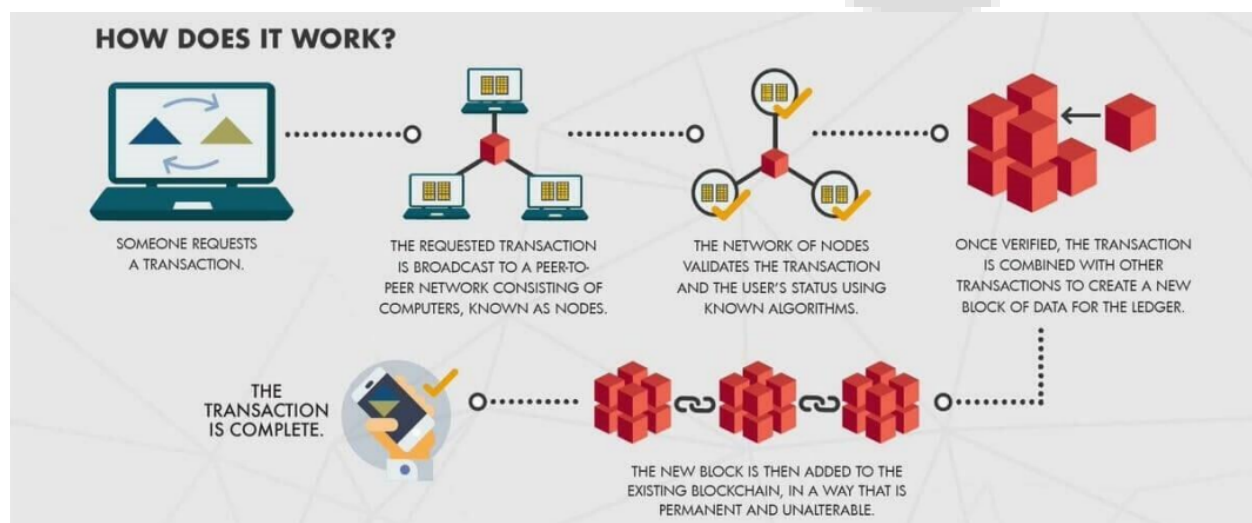 HOW DOES IT WORK?
SOMEONE REQUESTS
A TRANSACTION.
THE REQUESTED TRANSACTION
IS BROADCAST TO A PEER-TO-
PEER NETWORK CONSISTING OF
COMPUTERS, KNOWN AS NODES.
THE NETWORK OF NODES
VALIDATES THE TRANSACTION
AND THE USER'S STATUS USING
KNOWN ALGORITHMS.
ONCE VERIFIED, THE TRANSACTION
IS COMBINED WITH OTHER
TRANSACTIONS TO CREATE A NEW
BLOCK OF DATA FOR THE LEDGER.
THE NEW BLOCK IS THEN ADDED TO THE
EXISTING BLOCKCHAIN, IN A WAY THAT IS
PERMANENT AND UNALTERABLE.
THE
TRANSACTION
IS COMPLETE.